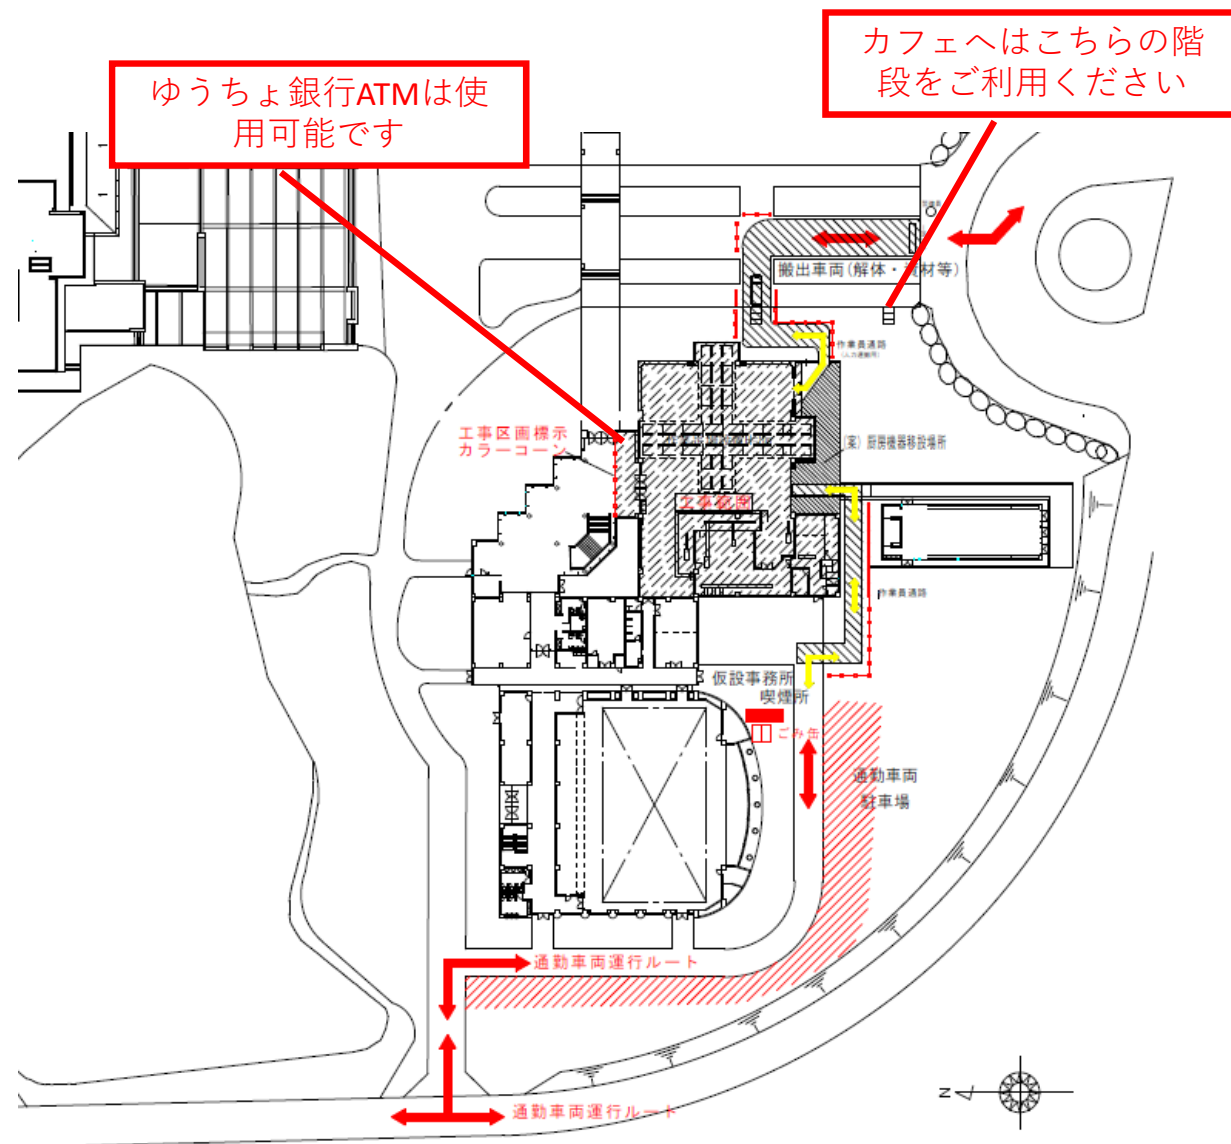 カフェへはこちらの階
段をご利用ください
ゆうちょ銀行ATMは使
用可能です
搬出車両(解体・資材等)
作業員通路
工事区画標示
カラーコーン
(案) 厨房機器移設場所
工事範囲
作業員通路
仮設事務所
喫煙所
ごみ缶
通勤車両
駐車場
通勤車両運行ルート
N
通勤車両運行ルート